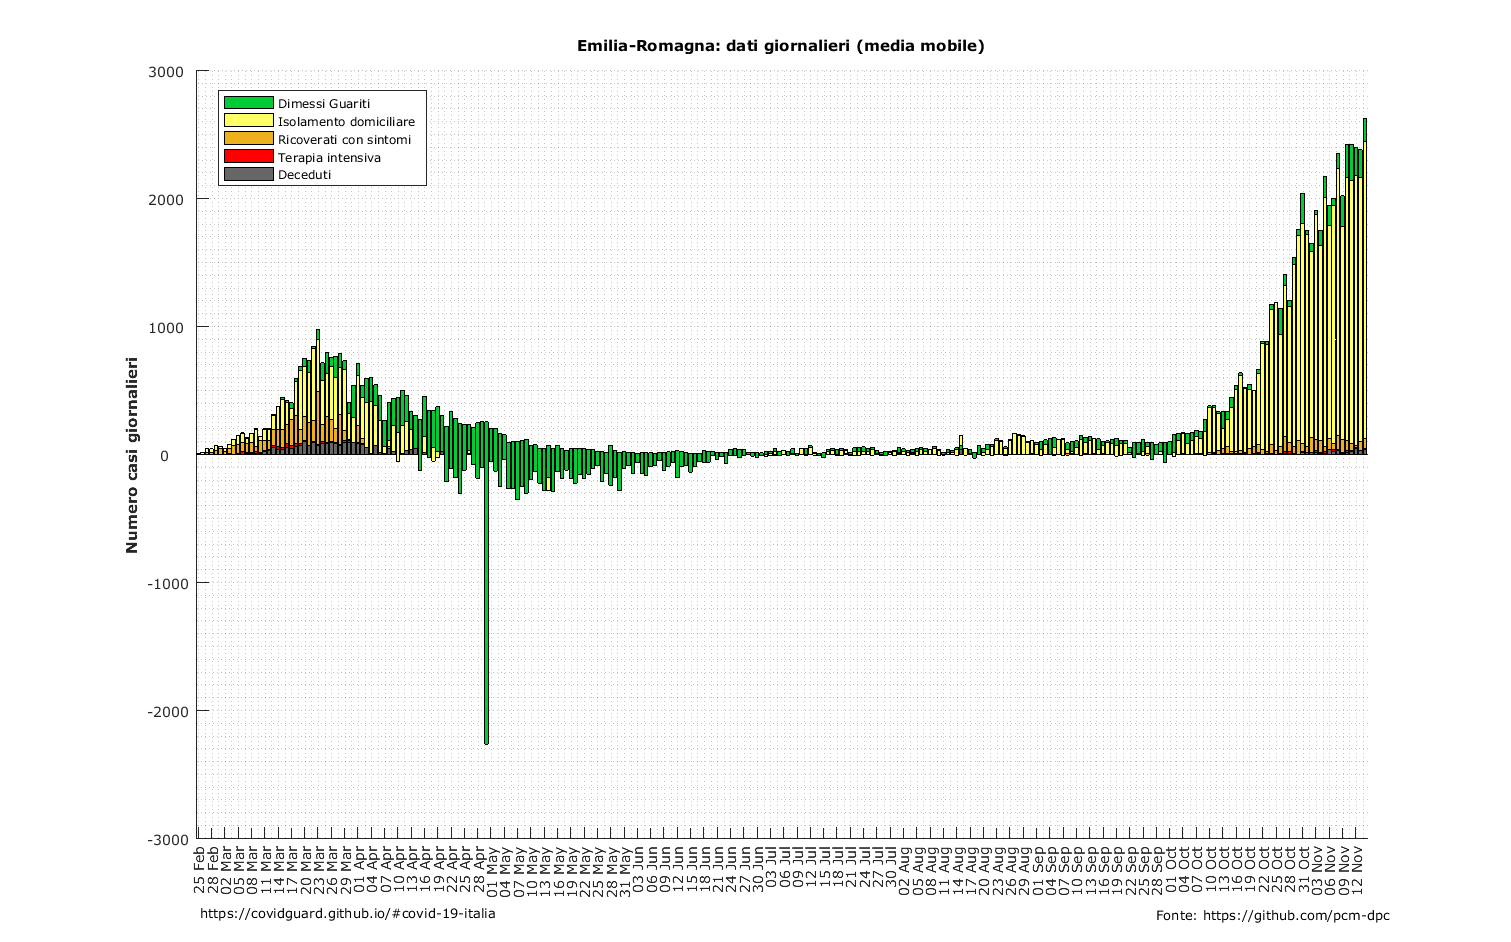 Emilia-Romagna: dati giornalieri (media mobile)
3000
2000
1000
0
-1000
-2000
-3000
Numero casi giornalieri
Dimessi Guariti
Isolamento domiciliare
Ricoverati con sintomi
Terapia intensiva
Deceduti
25 Feb
28 Feb
02 Mar
05 Mar
08 Mar
11 Mar
14 Mar
17 Mar
20 Mar
23 Mar
26 Mar
29 Mar
01 Apr
04 Apr
07 Apr
10 Apr
13 Apr
16 Apr
19 Apr
22 Apr
25 Apr
28 Apr
01 May
04 May
07 May
10 May
13 May
16 May
19 May
22 May
25 May
28 May
31 May
03 Jun
06 Jun
09 Jun
12 Jun
15 Jun
18 Jun
21 Jun
24 Jun
27 Jun
30 Jun
03 Jul
06 Jul
09 Jul
12 Jul
15 Jul
18 Jul
21 Jul
24 Jul
27 Jul
30 Jul
02 Aug
05 Aug
08 Aug
11 Aug
14 Aug
17 Aug
20 Aug
23 Aug
26 Aug
29 Aug
01 Sep
04 Sep
07 Sep
10 Sep
13 Sep
16 Sep
19 Sep
22 Sep
25 Sep
28 Sep
01 Oct
04 Oct
07 Oct
10 Oct
13 Oct
16 Oct
19 Oct
22 Oct
25 Oct
28 Oct
31 Oct
03 Nov
06 Nov
09 Nov
12 Nov
https://covidguard.github.io/#covid-19-italia
Fonte: https://github.com/pcm-dpc